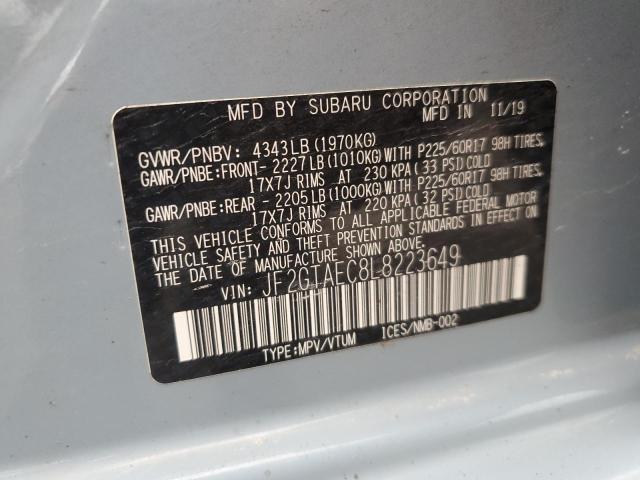 MFD BY SUBARU CORPORATION
MFD IN 11/19
GVWR/PNBV: 4343LB(1970KG)
GAWR/PNBE:FRONT- 2227LB(1010KG)WITH P225/60R17 98H TIRES,
17X7J RIMS AT 230 KPA(33 PSI)COLD
GAWR/PNBE:REAR - 2205LB(1000KG)WITH P225/60R17 98H TIRES,
17X7J RIMS AT 220 KPA(32 PSI)COLD
THIS VEHICLE CONFORMS TO ALL APPLICABLE FEDERAL MOTOR
VEHICLE SAFETY AND THEFT PREVENTION STANDARDS IN EFFECT ON
THE DATE OF MANUFACTURE SHOWN ABOVE.
VIN: JF2GTAEC8L8223649
TYPE:MPV/VTUM ICES/NMB-002